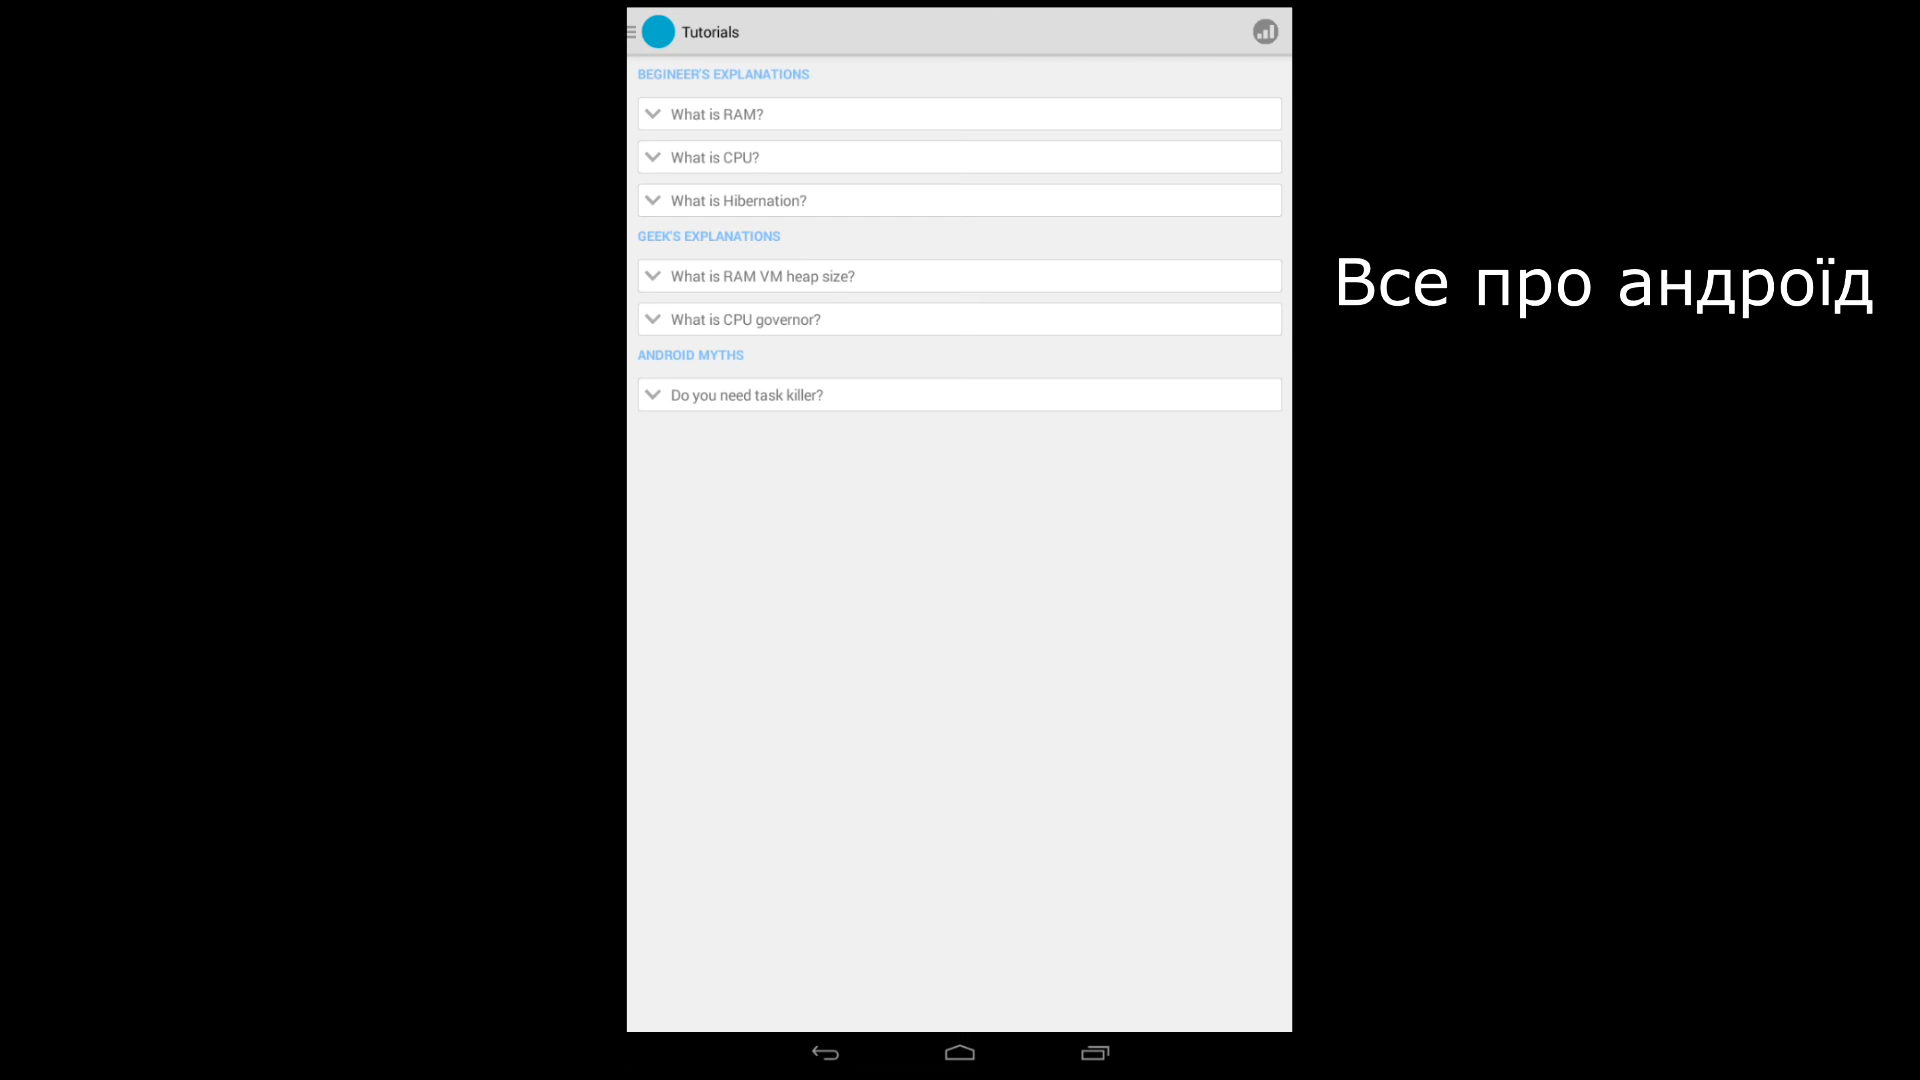 Tutorials
BEGINEER'S EXPLANATIONS
What is RAM?
What is CPU?
What is Hibernation?
GEEK'S EXPLANATIONS
What is RAM VM heap size?
What is CPU governor?
ANDROID MYTHS
Do you need task killer?
Все про андроїд